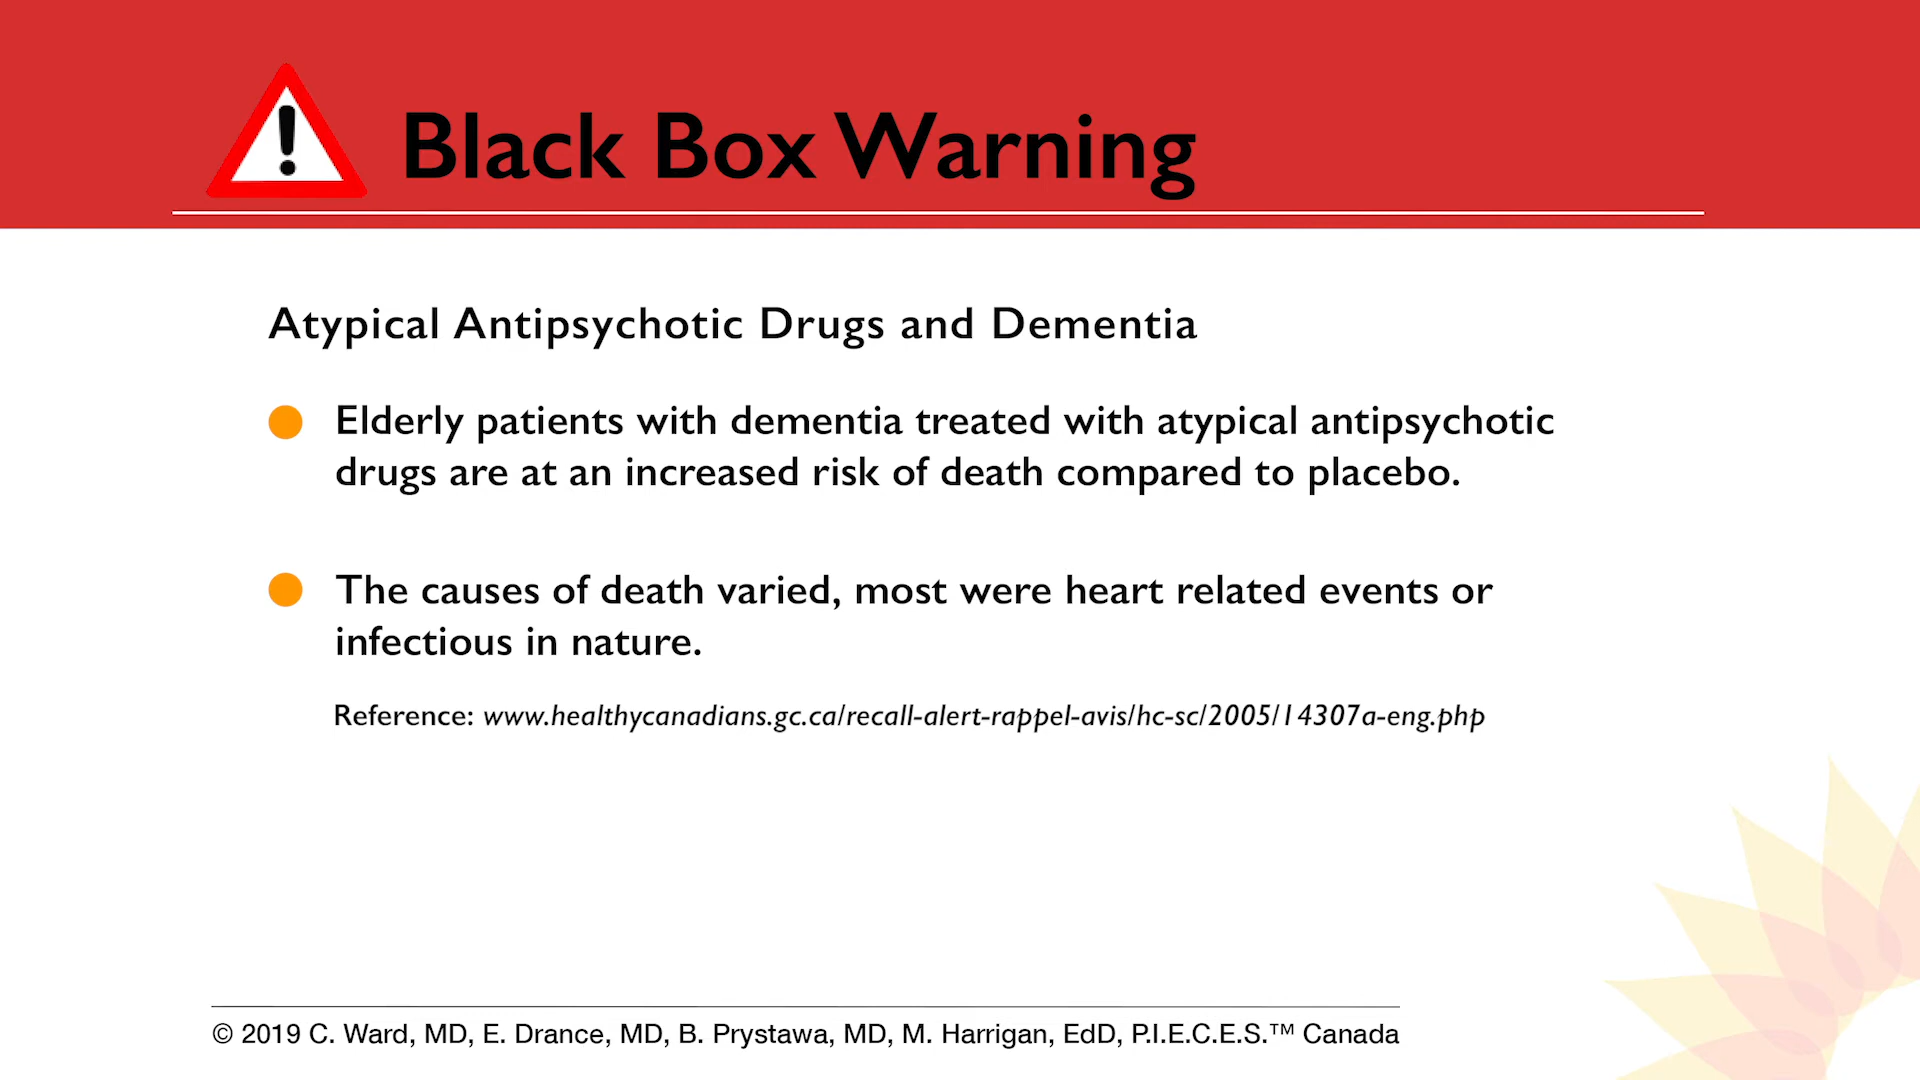 !
Black Box Warning
Atypical Antipsychotic Drugs and Dementia
Elderly patients with dementia treated with atypical antipsychotic
drugs are at an increased risk of death compared to placebo.
The causes of death varied, most were heart related events or
infectious in nature.
Reference: www.healthycanadians.gc.ca/recall-alert-rappel-avis/hc-sc/2005/14307a-eng.php
© 2019 C. Ward, MD, E. Drance, MD, B. Prystawa, MD, M. Harrigan, EdD, P.I.E.C.E.S.™ Canada